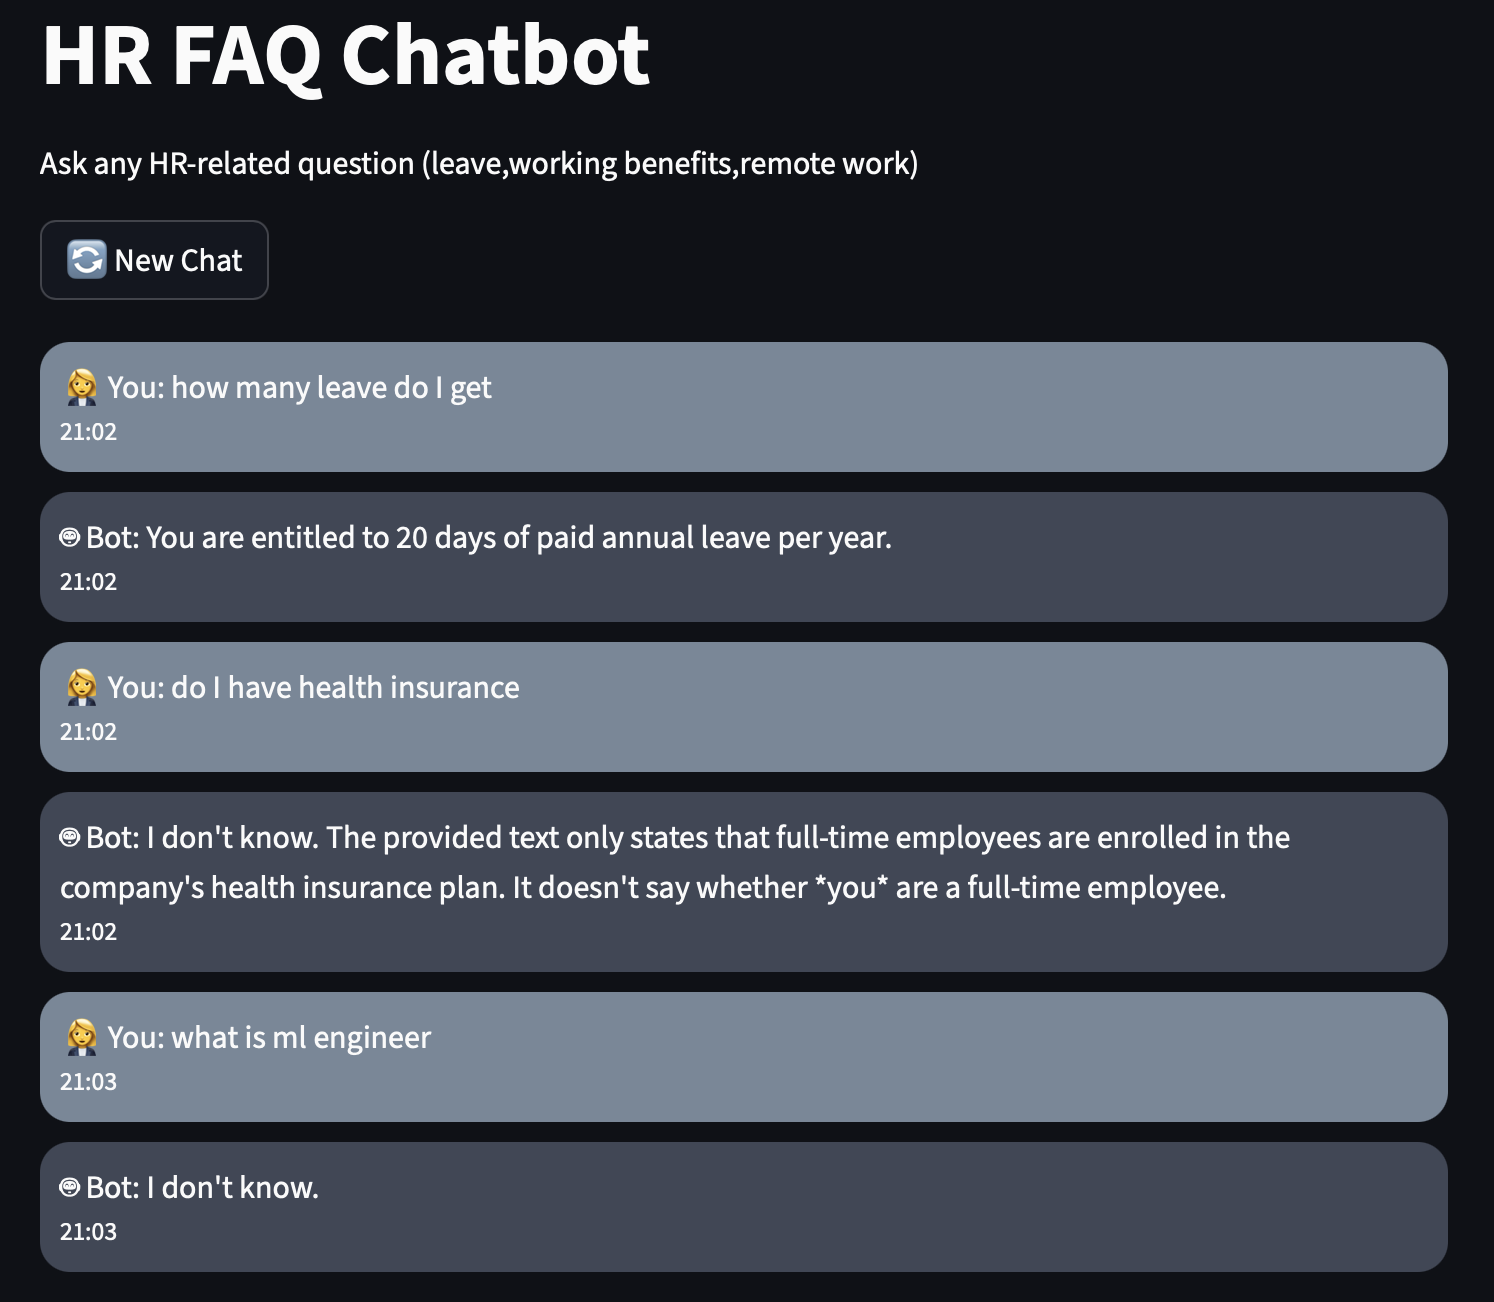 HR FAQ Chatbot
Ask any HR-related question (leave,working benefits,remote work)
New Chat
You: how many leave do I get
21:02
Bot: You are entitled to 20 days of paid annual leave per year.
21:02
You: do I have health insurance
21:02
Bot: I don't know. The provided text only states that full-time employees are enrolled in the
company's health insurance plan. It doesn't say whether *you* are a full-time employee.
21:02
You: what is ml engineer
21:03
Bot: I don't know.
21:03